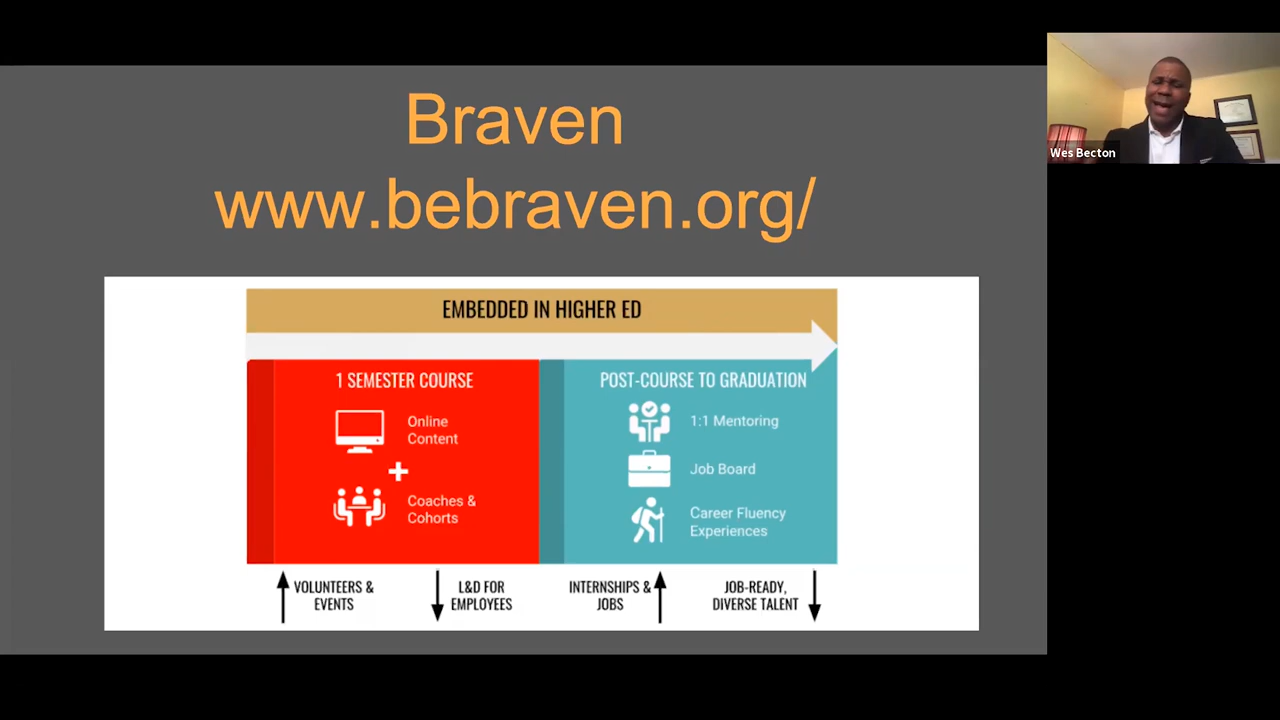 Braven
www.bebraven.org/
Wes Becton
EMBEDDED IN HIGHER ED
1 SEMESTER COURSE
Online
Content
Coaches &
Cohorts
POST-COURSE TO GRADUATION
1:1 Mentoring
Job Board
Career Fluency
Experiences
VOLUNTEERS &
EVENTS
L&D FOR
EMPLOYEES
INTERNSHIPS &
JOBS
JOB-READY,
DIVERSE TALENT